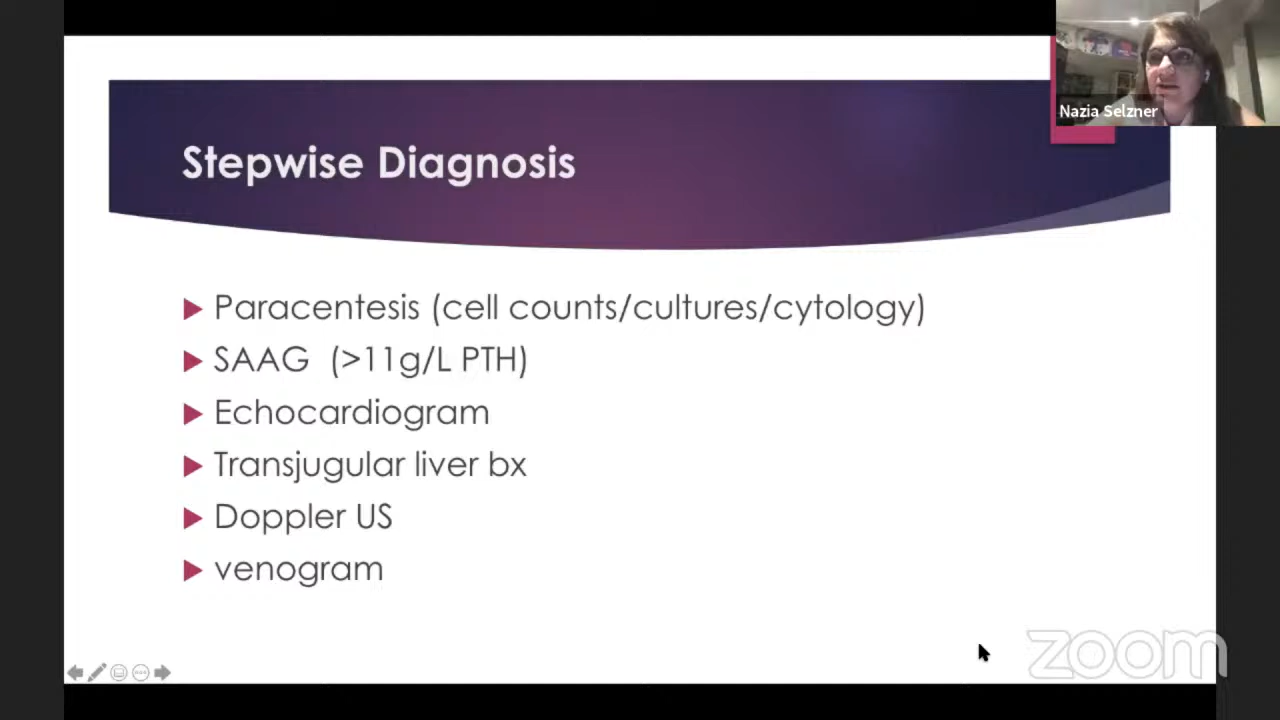 Nazia Selzner
Stepwise Diagnosis
Paracentesis (cell counts/cultures/cytology)
SAAG (>11g/L PTH)
Echocardiogram
Transjugular liver bx
Doppler US
venogram
zoom